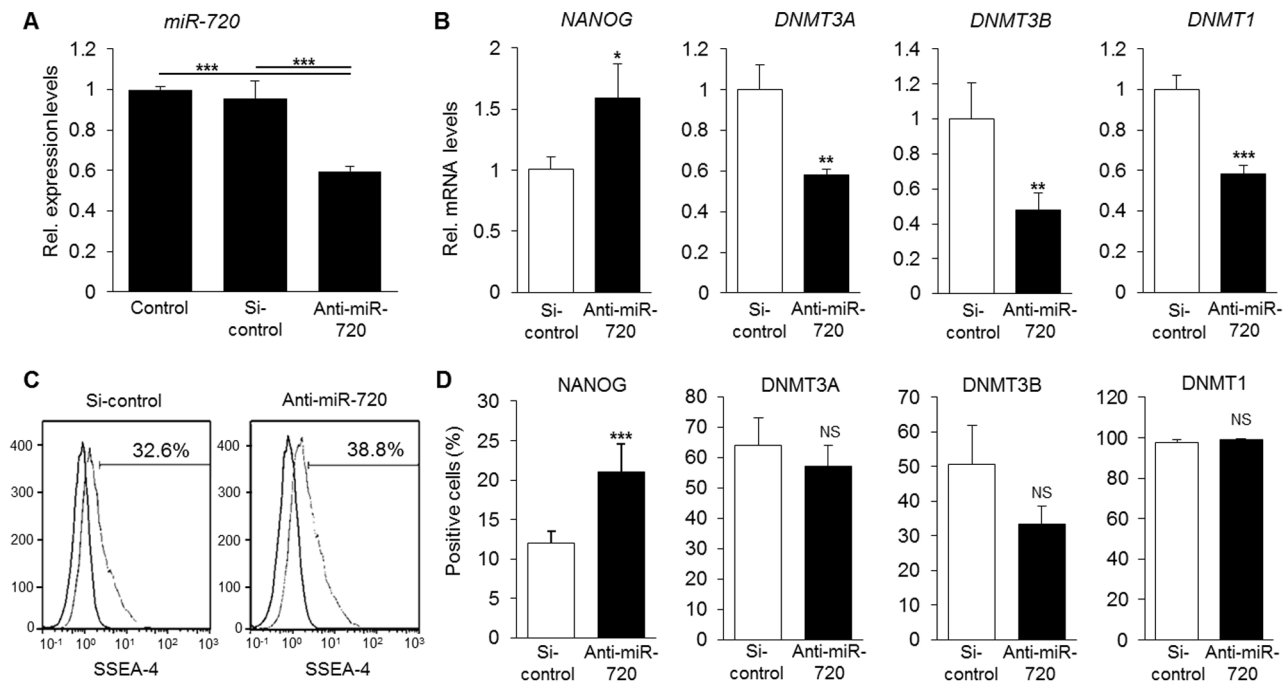 A
miR-720
Rel. expression levels
1.2
1
0.8
0.6
0.4
0.2
0
***
***
Control
Si-
control
Anti-miR-
720
B
NANOG
Rel. mRNA levels
2
1.5
1
0.5
0
*
Si-
control
Anti-miR-
720
DNMT3A
1.2
1
0.8
0.6
0.4
0.2
0
**
Si-
control
Anti-miR-
720
DNMT3B
1.4
1.2
1
0.8
0.6
0.4
0.2
0
**
Si-
control
Anti-miR-
720
DNMT1
1.2
1
0.8
0.6
0.4
0.2
0
***
Si-
control
Anti-miR-
720
C
Si-control
400
300
200
100
0
32.6%
10-1 100 101 102 103
SSEA-4
Anti-miR-720
400
300
200
100
0
38.8%
10-1 100 101 102 103
SSEA-4
D
NANOG
Positive cells (%)
30
25
20
15
10
5
0
***
Si-
control
Anti-miR-
720
DNMT3A
80
70
60
50
40
30
20
10
0
NS
Si-
control
Anti-miR-
720
DNMT3B
70
60
50
40
30
20
10
0
NS
Si-
control
Anti-miR-
720
DNMT1
120
100
80
60
40
20
0
NS
Si-
control
Anti-miR-
720